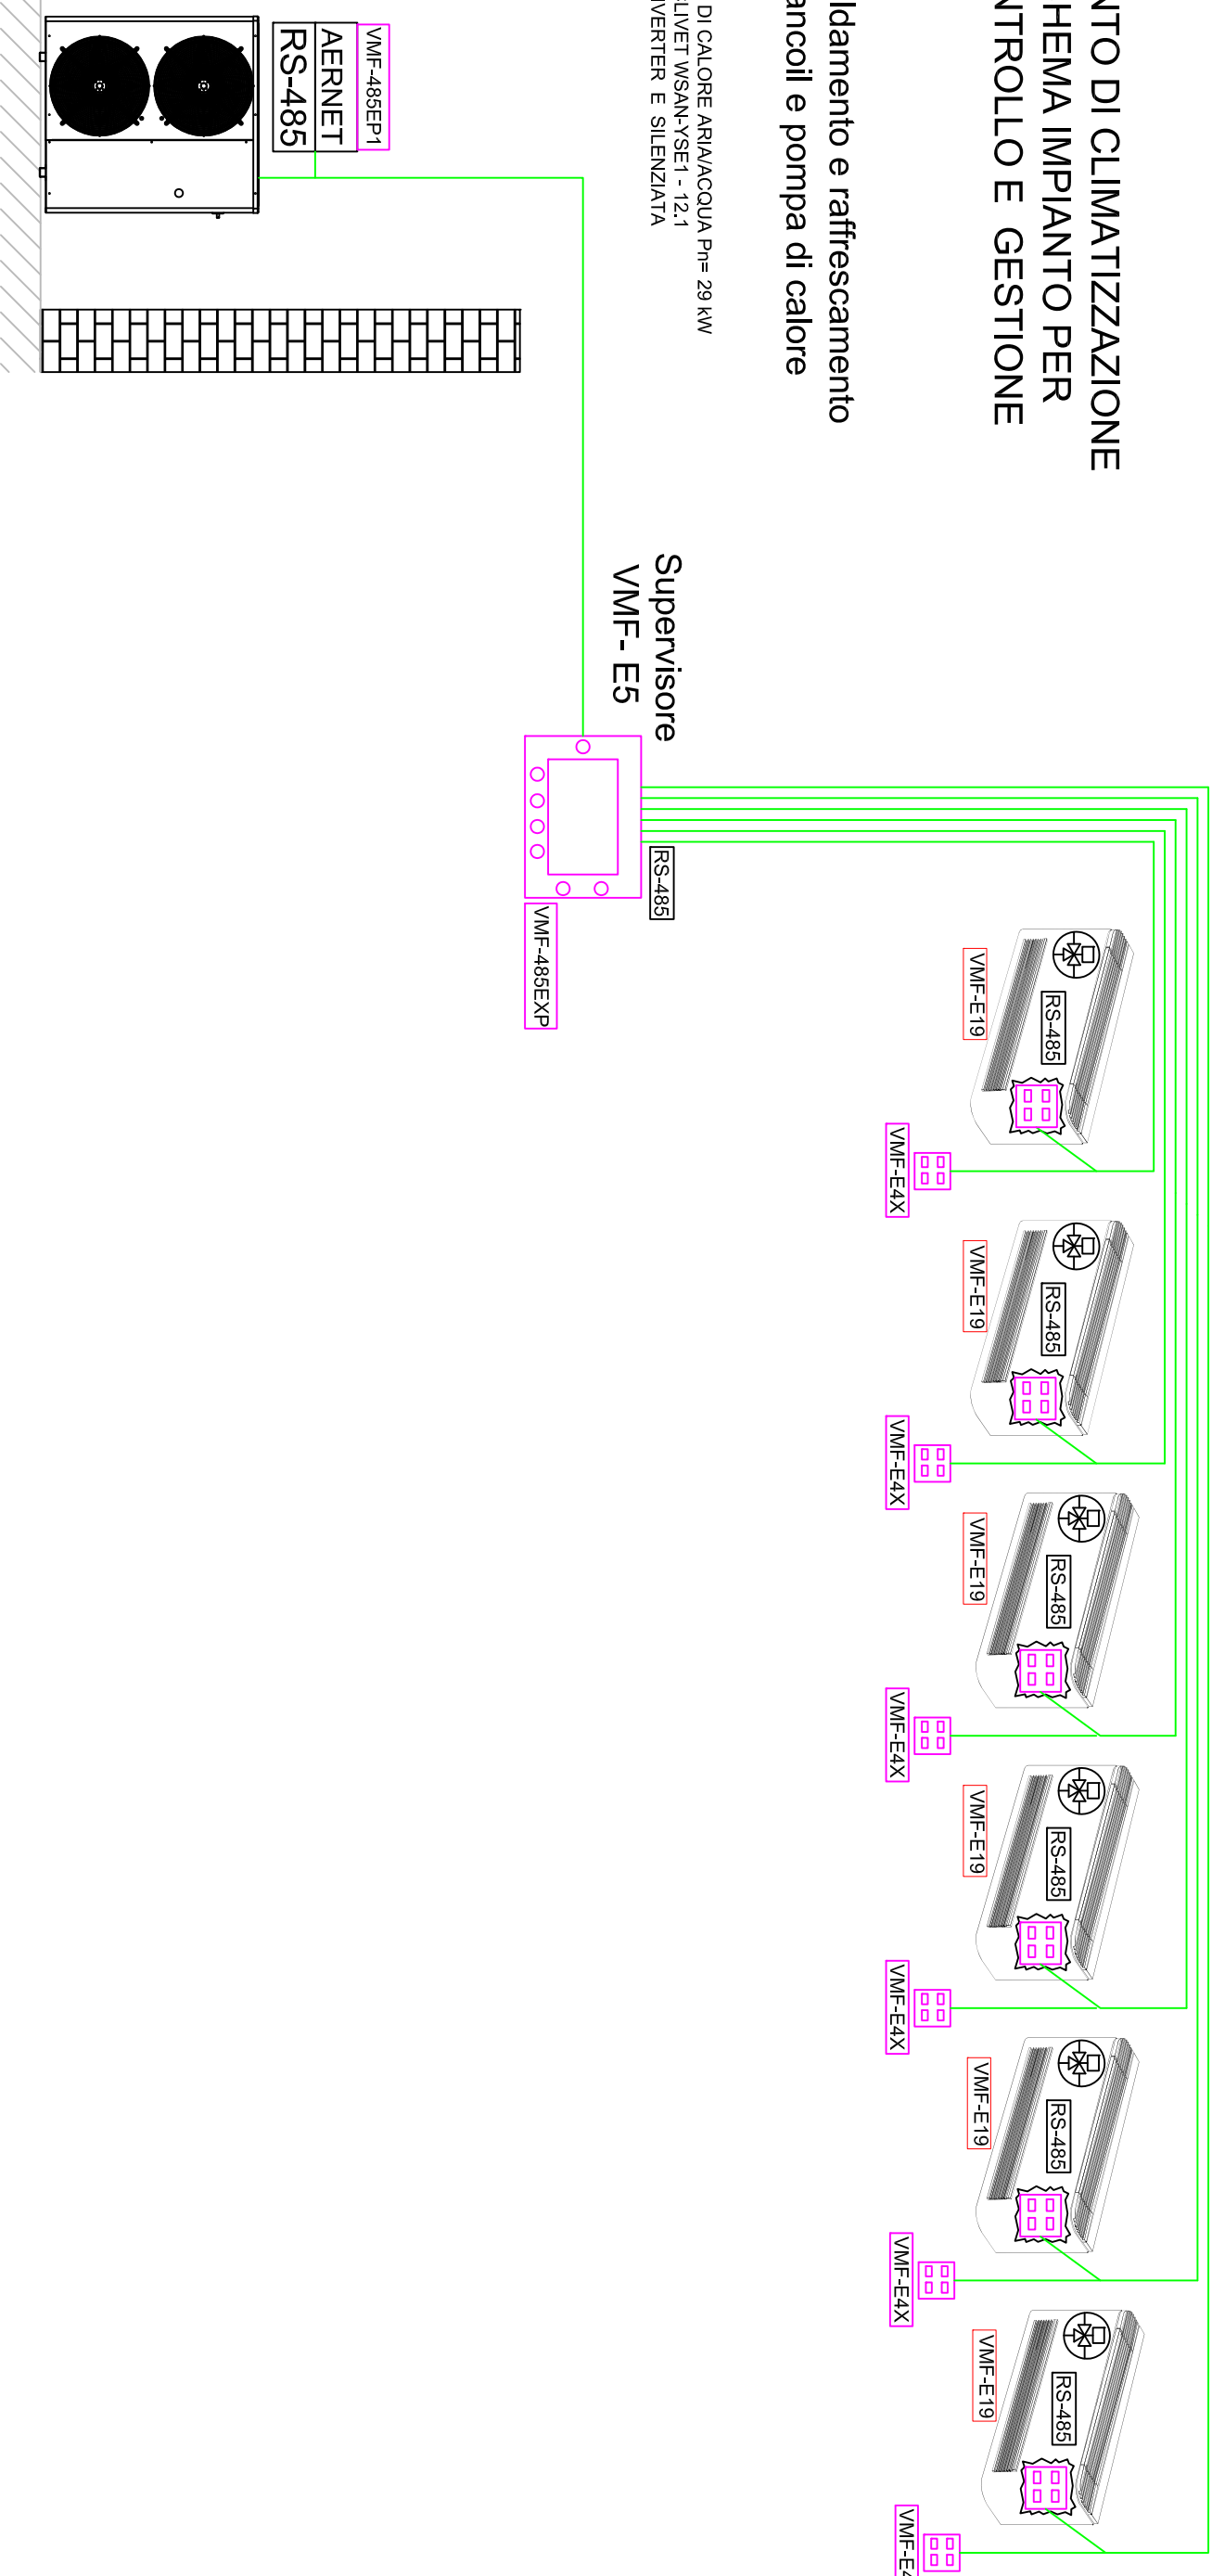 NTO DI CLIMATIZZAZIONE
HEMA IMPIANTO PER
NTROLLO E GESTIONE
ldamento e raffrescamento
ancoil e pompa di calore
DI CALORE ARIA/ACQUA Pn= 29 kW
CLIVET WSAN-YSE1 - 12.1
VERTER E SILENZIATA
VMF-485EP1
AERNET
RS-485
Supervisore
VMF- E5
RS-485
VMF-485EXP
RS-485
VMF-E19
VMF-E4X
RS-485
VMF-E19
VMF-E4X
RS-485
VMF-E19
VMF-E4X
RS-485
VMF-E19
VMF-E4X
RS-485
VMF-E19
VMF-E4X
RS-485
VMF-E19
VMF-E4